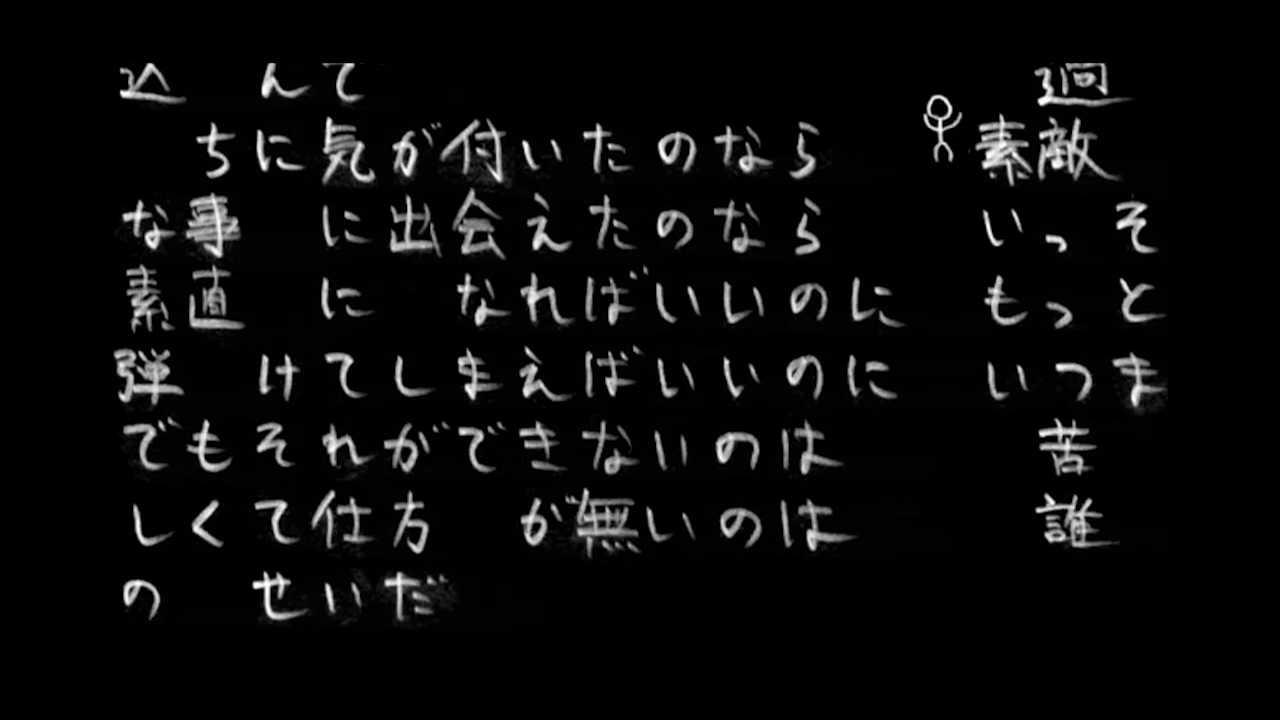 込 んで 過
ちに気が付いたのなら 素敵
な事 に出会えたのなら いっそ
素直 に なればいいのに もっと
弾 けてしまえばいいのに いつま
でもそれができないのは 苦
しくて仕方 が無いのは 誰
の せいだ